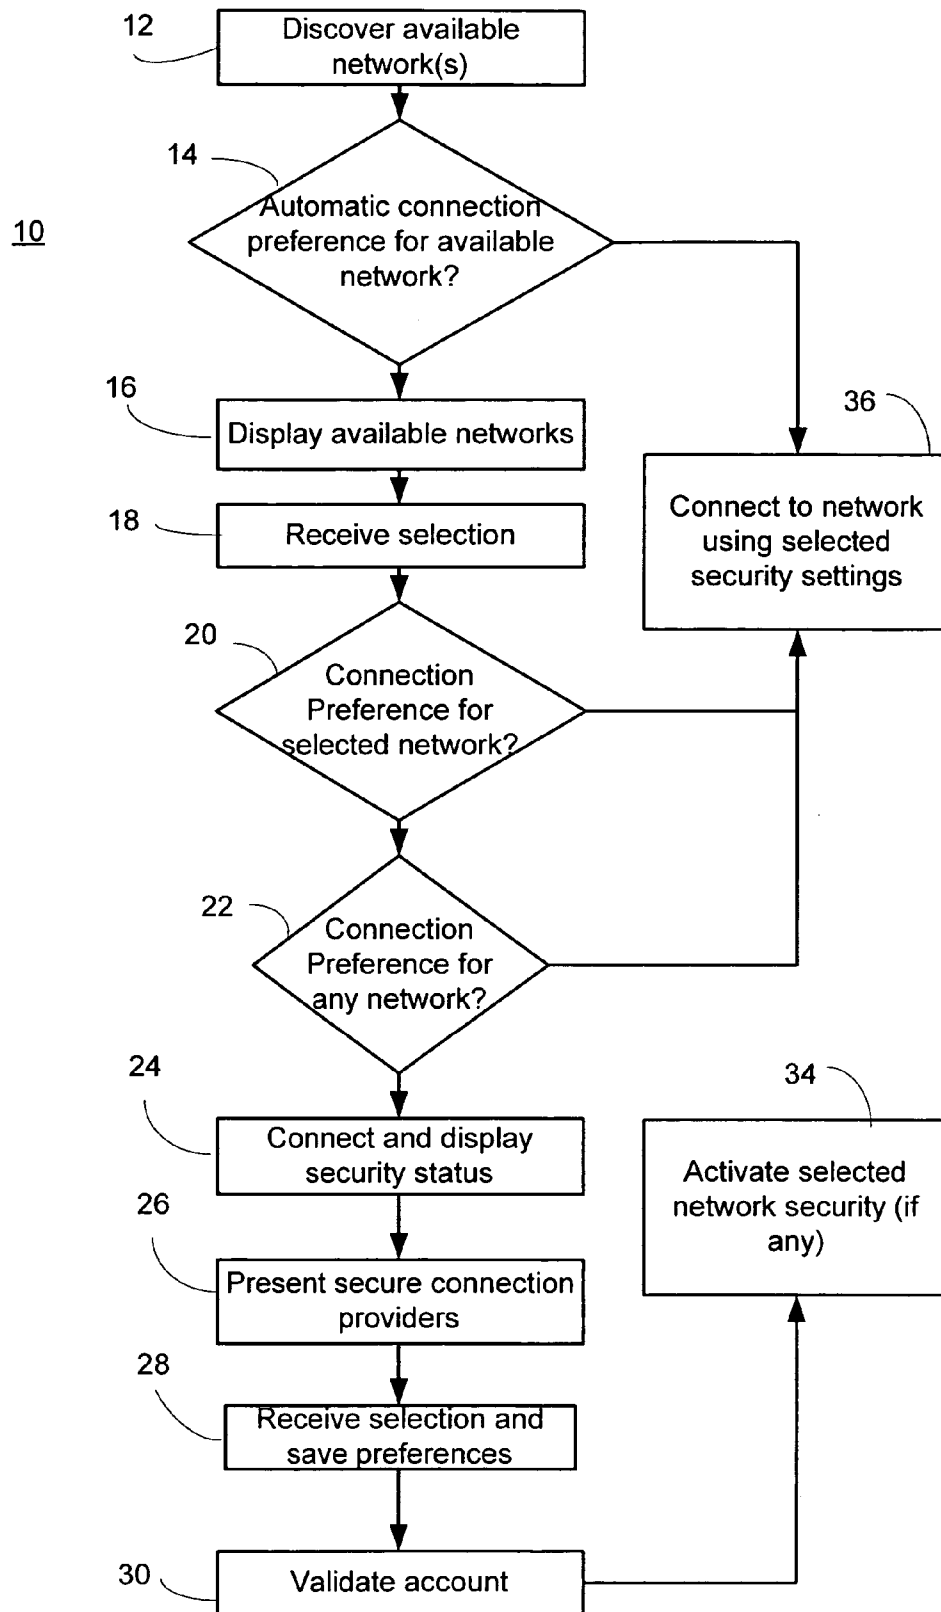 12
Discover available
network(s)
14
Automatic connection
preference for available
network?
10
16
Display available networks
36
Connect to network
using selected
security settings
18
Receive selection
20
Connection
Preference for
selected network?
22
Connection
Preference for
any network?
24
Connect and display
security status
34
Activate selected
network security (if
any)
26
Present secure connection
providers
28
Receive selection and
save preferences
30
Validate account